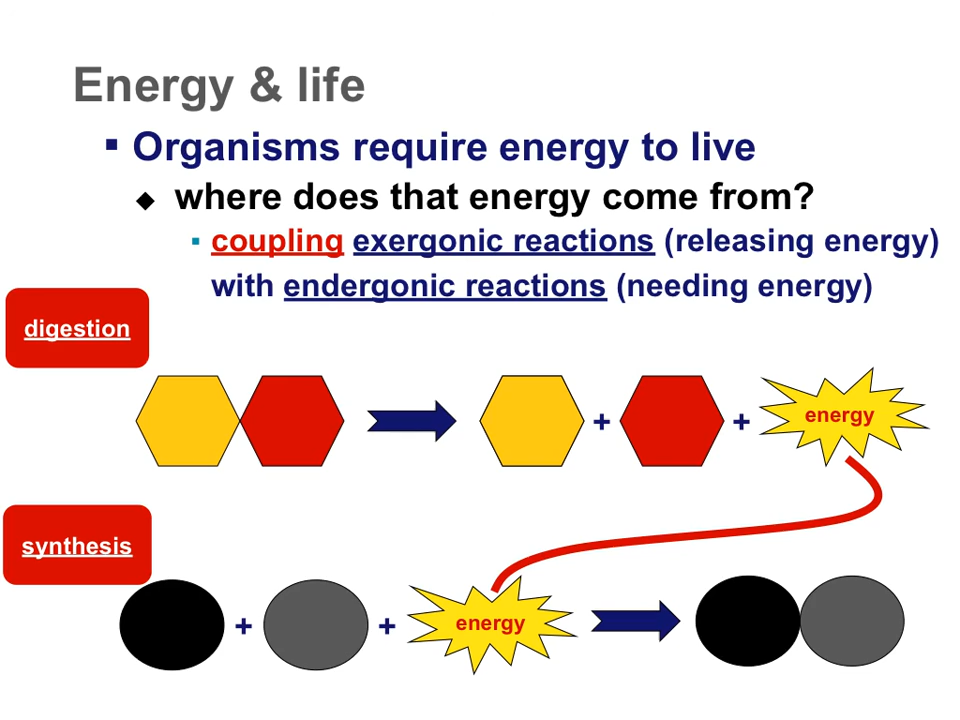 Energy & life
▪ Organisms require energy to live
◆ where does that energy come from?
▪ coupling exergonic reactions (releasing energy)
with endergonic reactions (needing energy)
digestion
+ + energy
synthesis
+ + energy